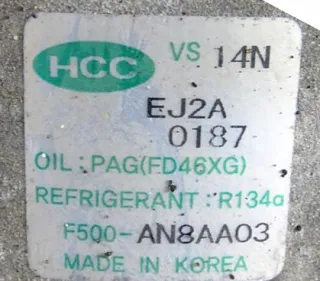 HCC VS 14N
EJ2A
0187
OIL : PAG(FD46XG)
REFRIGERANT : R134a
F500-AN8AA03
MADE IN KOREA